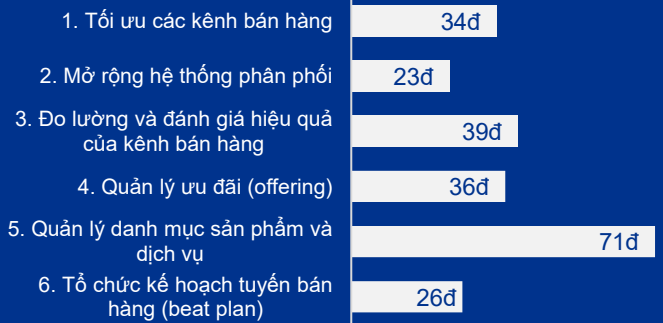 1. Tối ưu các kênh bán hàng
34đ
2. Mở rộng hệ thống phân phối
23đ
3. Đo lường và đánh giá hiệu quả
của kênh bán hàng
39đ
4. Quản lý ưu đãi (offering)
36đ
5. Quản lý danh mục sản phẩm và
dịch vụ
71đ
6. Tổ chức kế hoạch tuyến bán
hàng (beat plan)
26đ